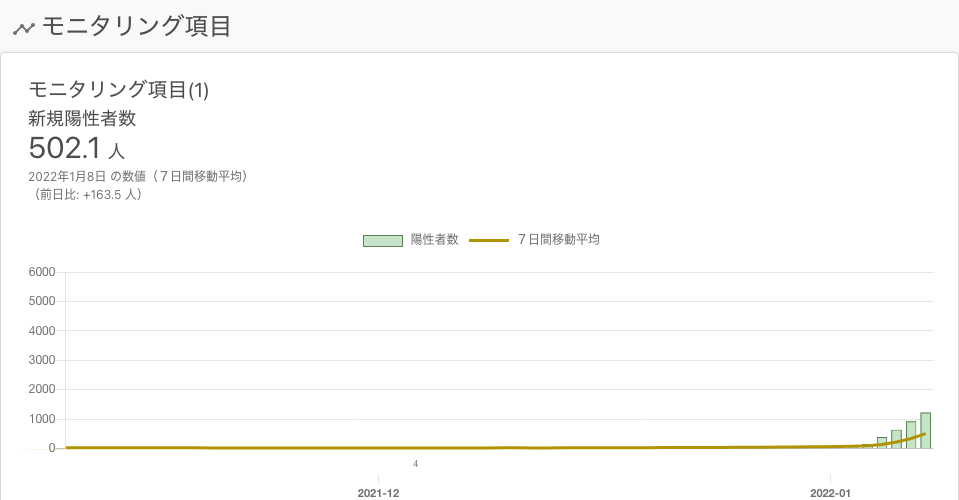 モニタリング項目
モニタリング項目(1)
新規陽性者数
502.1 人
2022年1月8日 の数値（７日間移動平均）
（前日比: +163.5 人）
陽性者数 ７日間移動平均
6000
5000
4000
3000
2000
1000
0
4
2021-12 2022-01